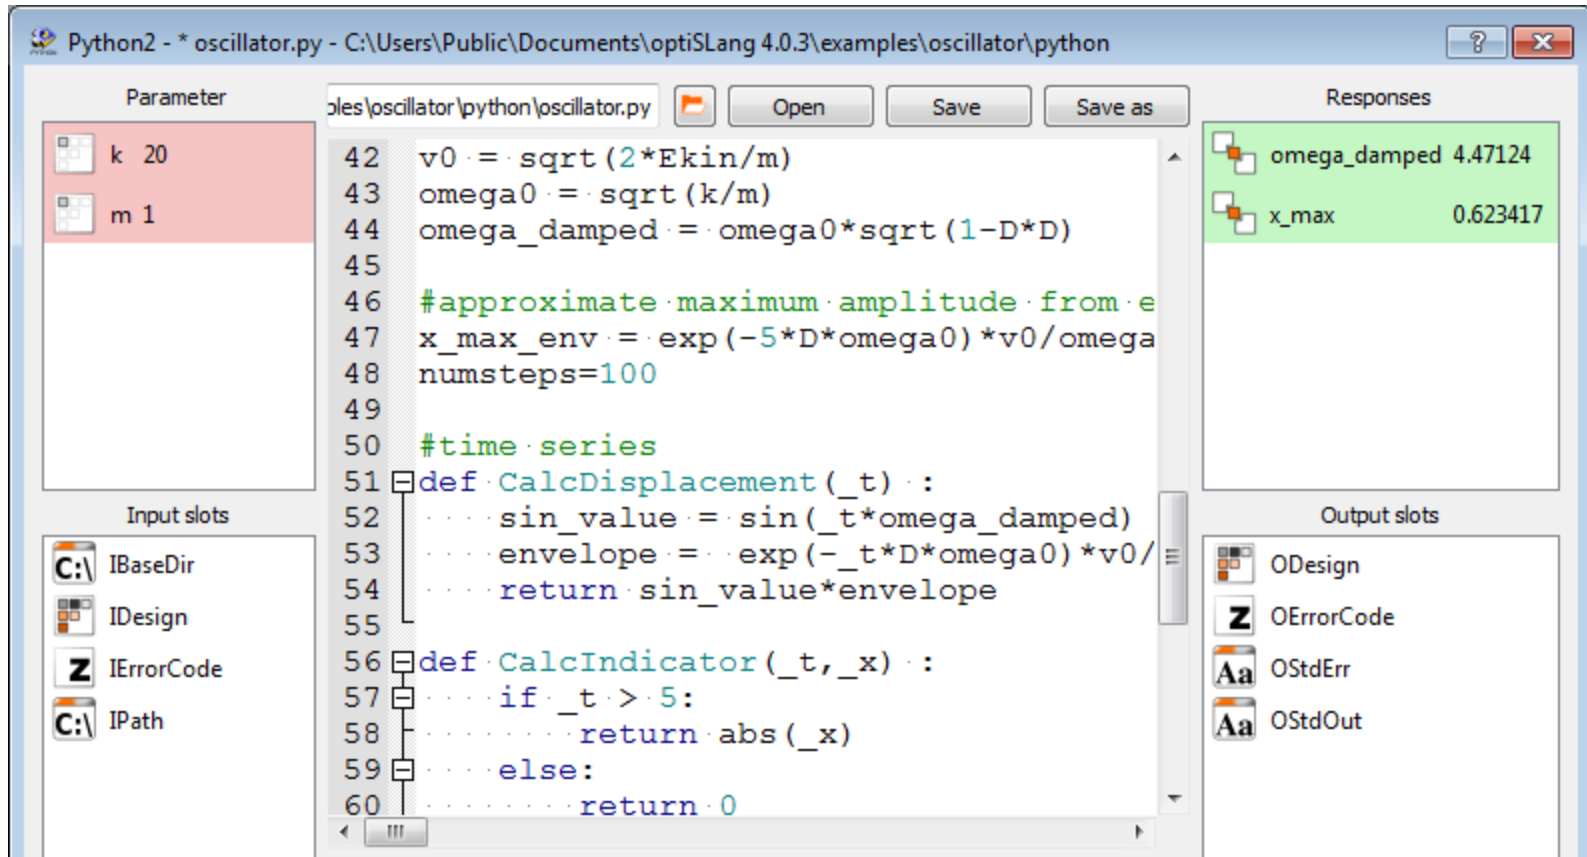 Python2 - * oscillator.py - C:\Users\Public\Documents\optiSLang 4.0.3\examples\oscillator\python
Parameter
k 20
m 1
Input slots
IBaseDir
IDesign
IErrorCode
IPath
\oscillator\python\oscillator.py
Open
Save
Save as
42 v0 = sqrt(2*Ekin/m)
43 omega0 = sqrt(k/m)
44 omega_damped = omega0*sqrt(1-D*D)
45
46 #approximate maximum amplitude from e
47 x_max_env = exp(-5*D*omega0)*v0/omega
48 numsteps=100
49
50 #time series
51 def CalcDisplacement(_t) :
52 sin_value = sin(_t*omega_damped)
53 envelope = exp(-_t*D*omega0)*v0/
54 return sin_value*envelope
55
56 def CalcIndicator(_t,_x) :
57 if _t > 5:
58 return abs(_x)
59 else:
60 return 0
Responses
omega_damped 4.47124
x_max 0.623417
Output slots
ODesign
OErrorCode
OStdErr
OStdOut